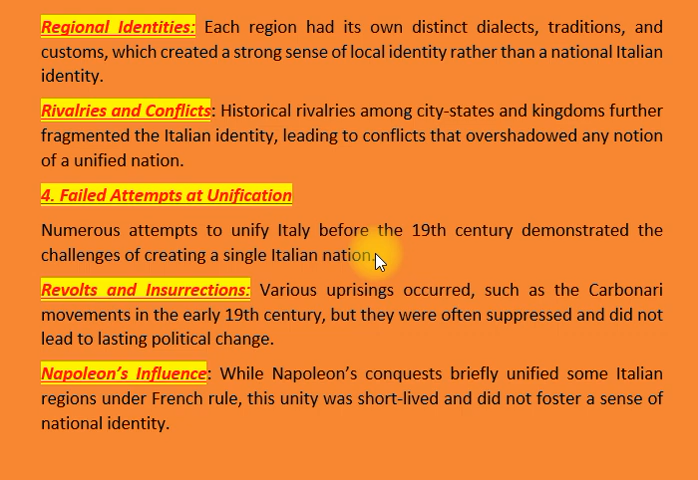 Regional Identities: Each region had its own distinct dialects, traditions, and
customs, which created a strong sense of local identity rather than a national Italian
identity.
Rivalries and Conflicts: Historical rivalries among city-states and kingdoms further
fragmented the Italian identity, leading to conflicts that overshadowed any notion
of a unified nation.
4. Failed Attempts at Unification
Numerous attempts to unify Italy before the 19th century demonstrated the
challenges of creating a single Italian nation.
Revolts and Insurrections: Various uprisings occurred, such as the Carbonari
movements in the early 19th century, but they were often suppressed and did not
lead to lasting political change.
Napoleon’s Influence: While Napoleon’s conquests briefly unified some Italian
regions under French rule, this unity was short-lived and did not foster a sense of
national identity.